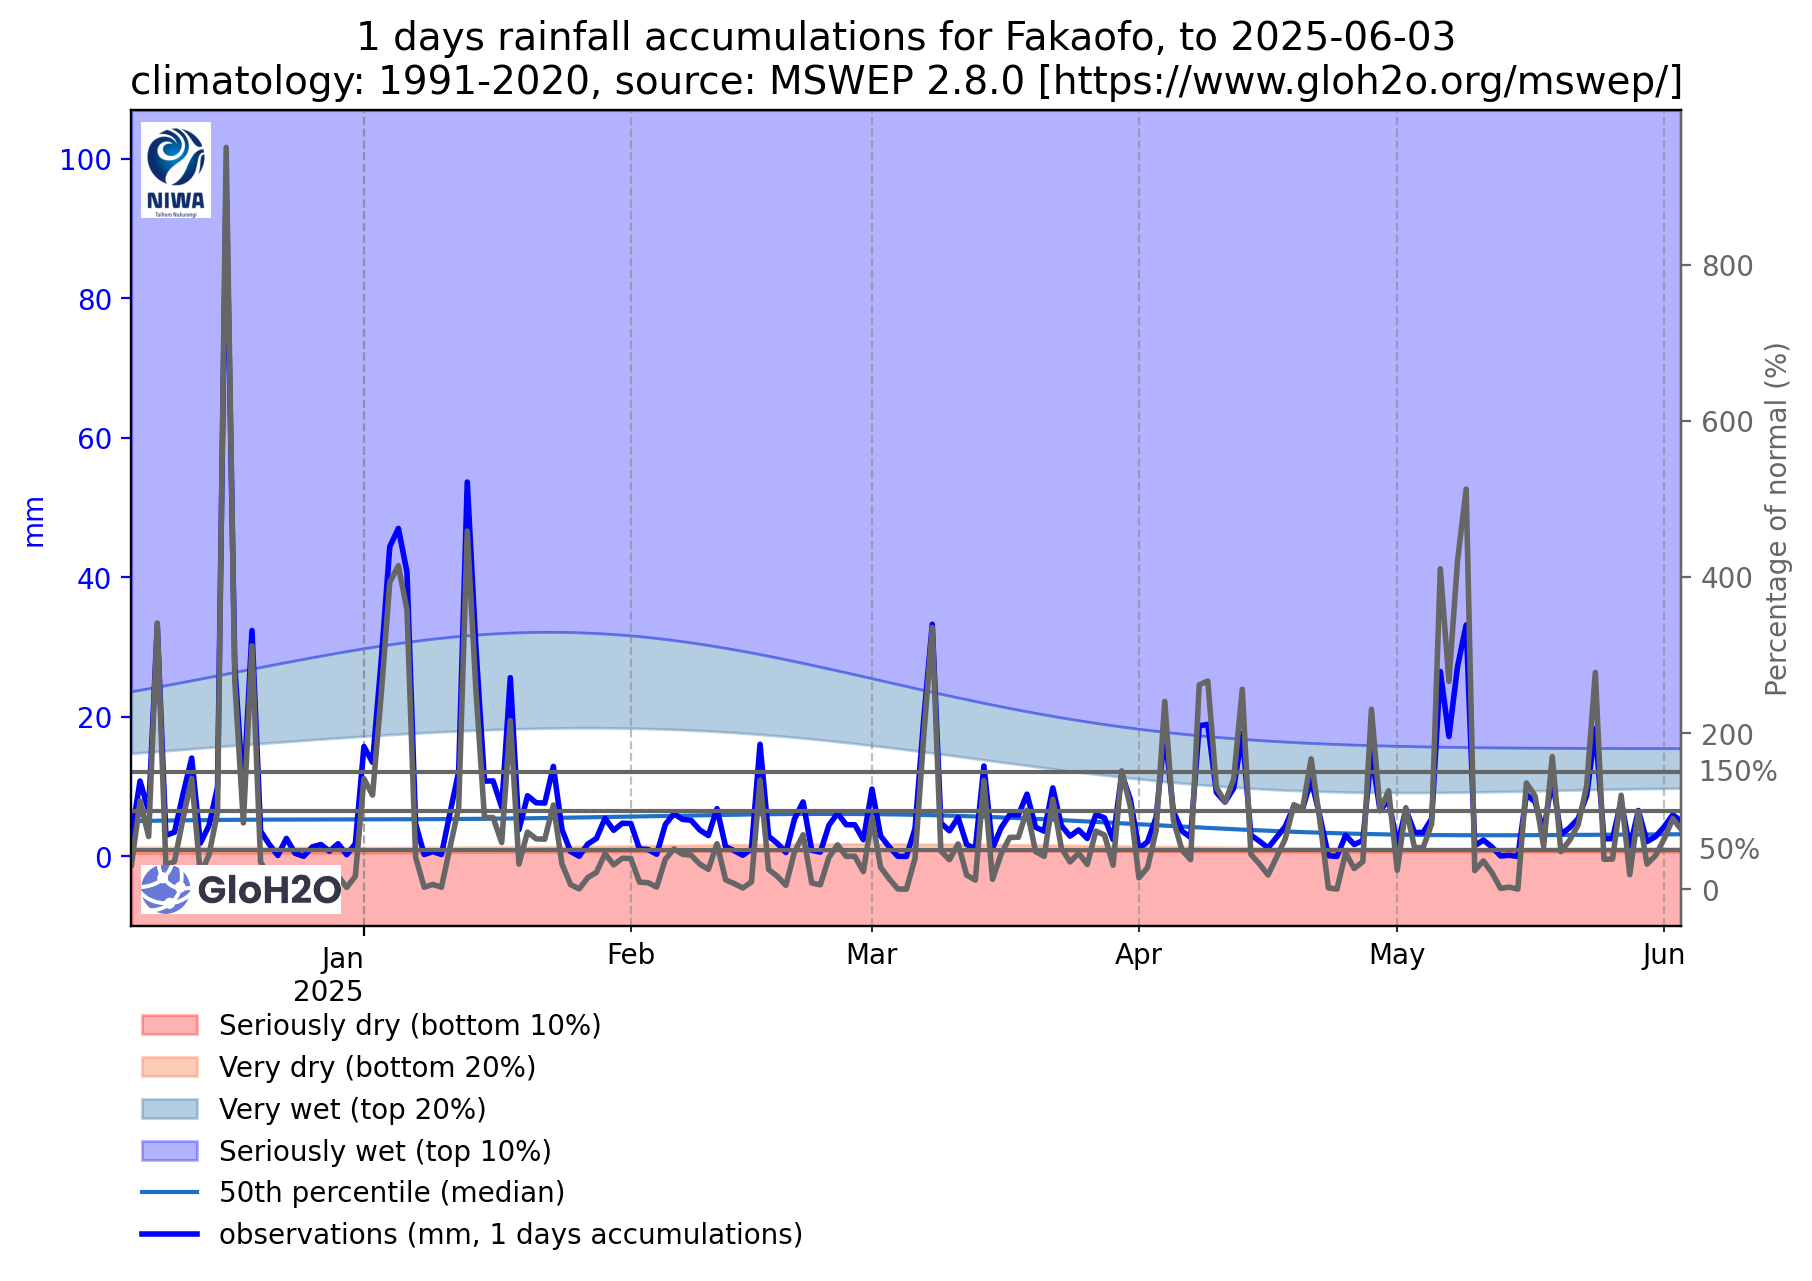 1 days rainfall accumulations for Fakaofo, to 2025-06-03
climatology: 1991-2020, source: MSWEP 2.8.0 [https://www.gloh2o.org/mswep/]
NIWA
Taihoro Nukurangi
100
80
60
40
20
0
mm
800
600
400
200
150%
50%
0
Percentage of normal (%)
GloH2O
Jan
2025
Feb
Mar
Apr
May
Jun
Seriously dry (bottom 10%)
Very dry (bottom 20%)
Very wet (top 20%)
Seriously wet (top 10%)
50th percentile (median)
observations (mm, 1 days accumulations)